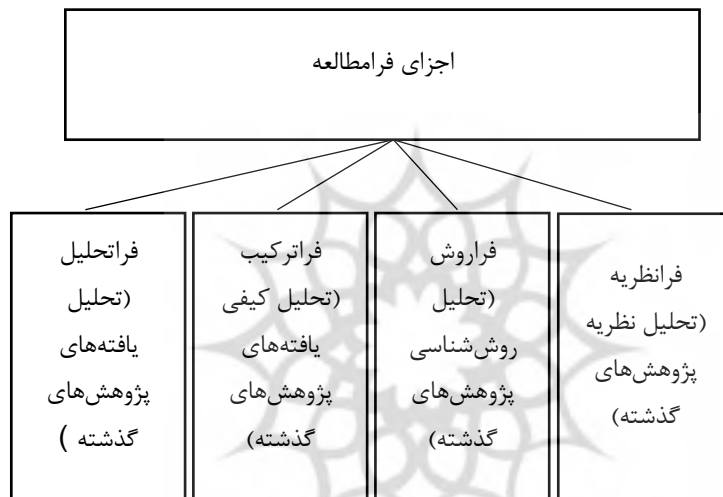 اجزای فرامطالعه
فرانظریه
(تحلیل نظریه
پژوهش‌های
گذشته)
فراروش
(تحلیل
روش‌شناسی
پژوهش‌های
گذشته)
فراترکیب
(تحلیل کیفی
یافته‌های
پژوهش‌های
گذشته)
فراتحلیل
(تحلیل
یافته‌های
پژوهش‌های
گذشته )